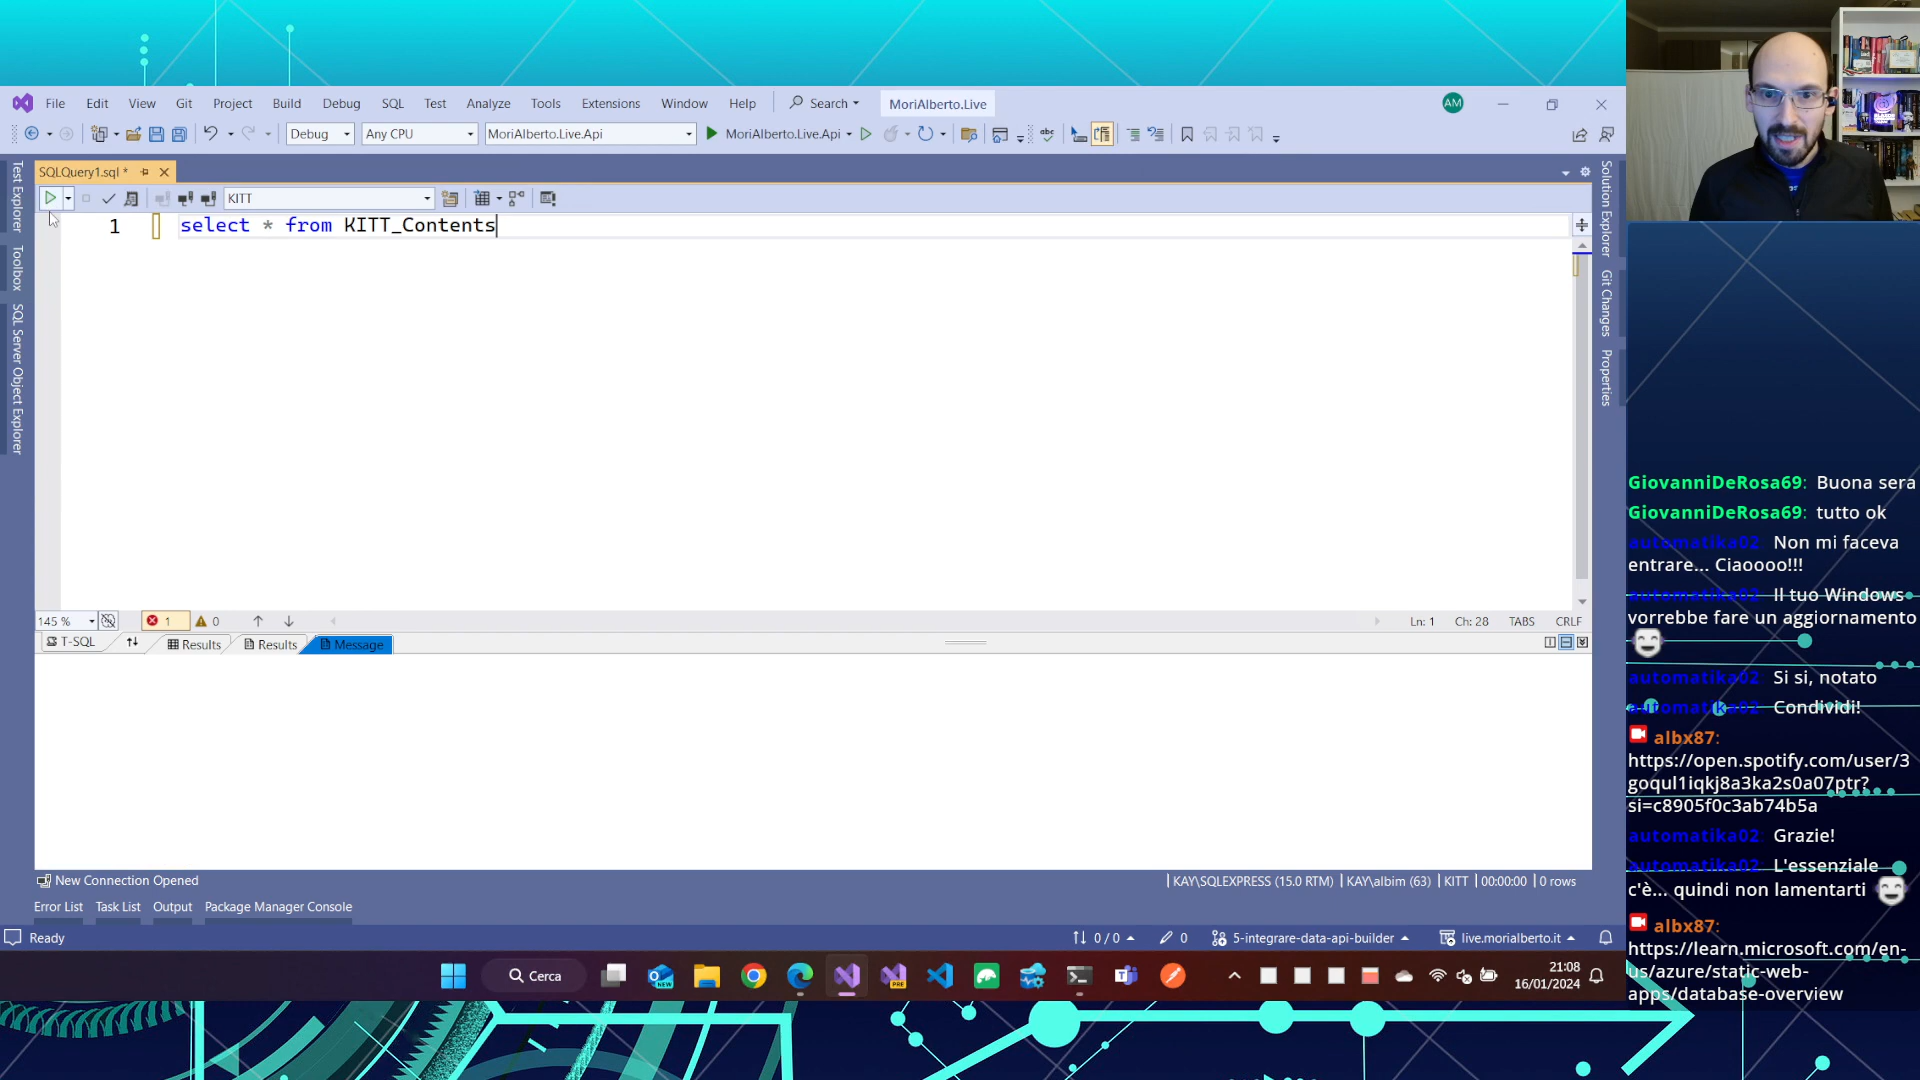 File Edit View Git Project Build Debug SQL Test Analyze Tools Extensions Window Help Search MoriAlberto.Live AM
Debug Any CPU MoriAlberto.Live.Api MoriAlberto.Live.Api
SQLQuery1.sql *
KITT
1 select * from KITT_Contents
Test Explorer
Toolbox
SQL Server Object Explorer
Solution Explorer
Git Changes
Properties
145 % 1 0 Ln: 1 Ch: 28 TABS CRLF
T-SQL Results Results Message
New Connection Opened KAY\SQLEXPRESS (15.0 RTM) KAY\albim (63) KITT 00:00:00 0 rows
Error List Task List Output Package Manager Console
Ready 0 / 0 0 5-integrare-data-api-builder live.morialberto.it
Cerca NEW PRE 21:08
16/01/2024
GiovanniDeRosa69: Buona sera
GiovanniDeRosa69: tutto ok
automatika02: Non mi faceva
entrare... Ciaoooo!!!
automatika02: Il tuo Windows
vorrebbe fare un aggiornamento
automatika02: Si si, notato
automatika02: Condividi!
albx87:
https://open.spotify.com/user/3
goqul1iqkj8a3ka2s0a07ptr?
si=c8905f0c3ab74b5a
automatika02: Grazie!
automatika02: L'essenziale
c'è... quindi non lamentarti
albx87:
https://learn.microsoft.com/en-
us/azure/static-web-
apps/database-overview